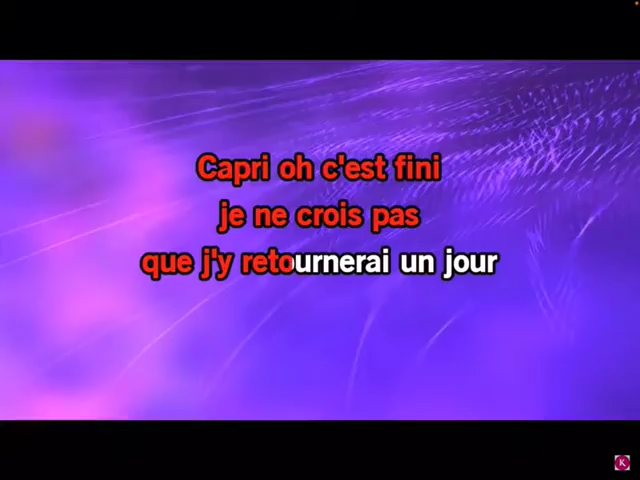 Capri oh c'est fini
je ne crois pas
que j'y retournerai un jour
K